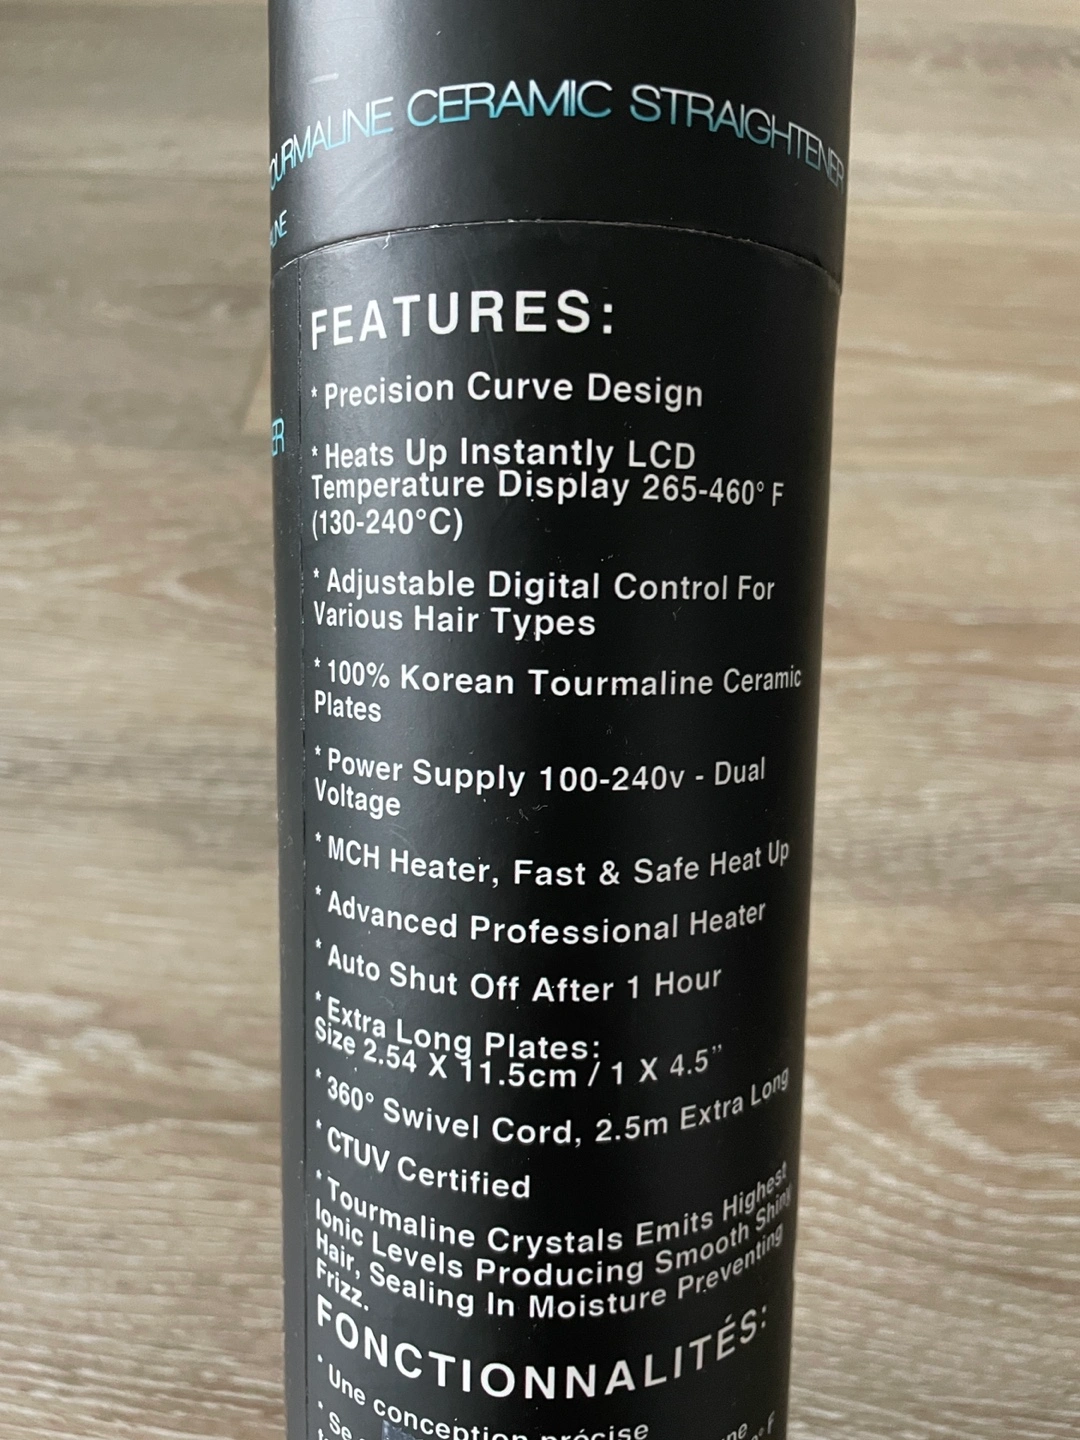 CERAMIC STRAIGHTENER
FEATURES:
* Precision Curve Design
* Heats Up Instantly LCD
Temperature Display 265-460° F
(130-240°C)
* Adjustable Digital Control For
Various Hair Types
* 100% Korean Tourmaline Ceramic
Plates
* Power Supply 100-240v - Dual
Voltage
* MCH Heater, Fast & Safe Heat Up
* Advanced Professional Heater
* Auto Shut Off After 1 Hour
* Extra Long Plates:
Size 2.54 X 11.5cm / 1 X 4.5”
* 360° Swivel Cord, 2.5m Extra Long
* CTUV Certified
* Tourmaline Crystals Emits Highest
Ionic Levels Producing Smooth Shiny
Hair, Sealing In Moisture Preventing
Frizz.
FONCTIONNALITÉS:
* Une conception précise
* Se